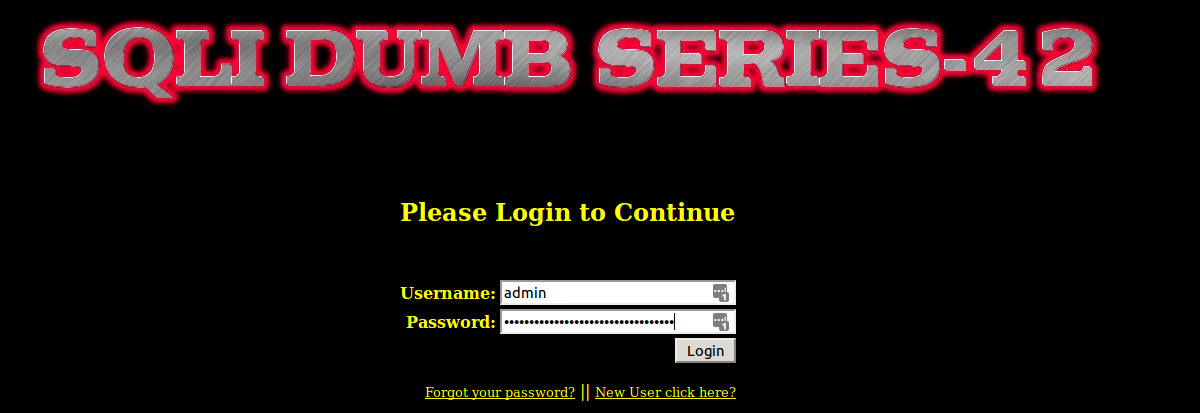 SQLI DUMB SERIES-42
Please Login to Continue
Username: admin
Password: ••••••••••••••••••••••••••••••••••
Login
Forgot your password? || New User click here?